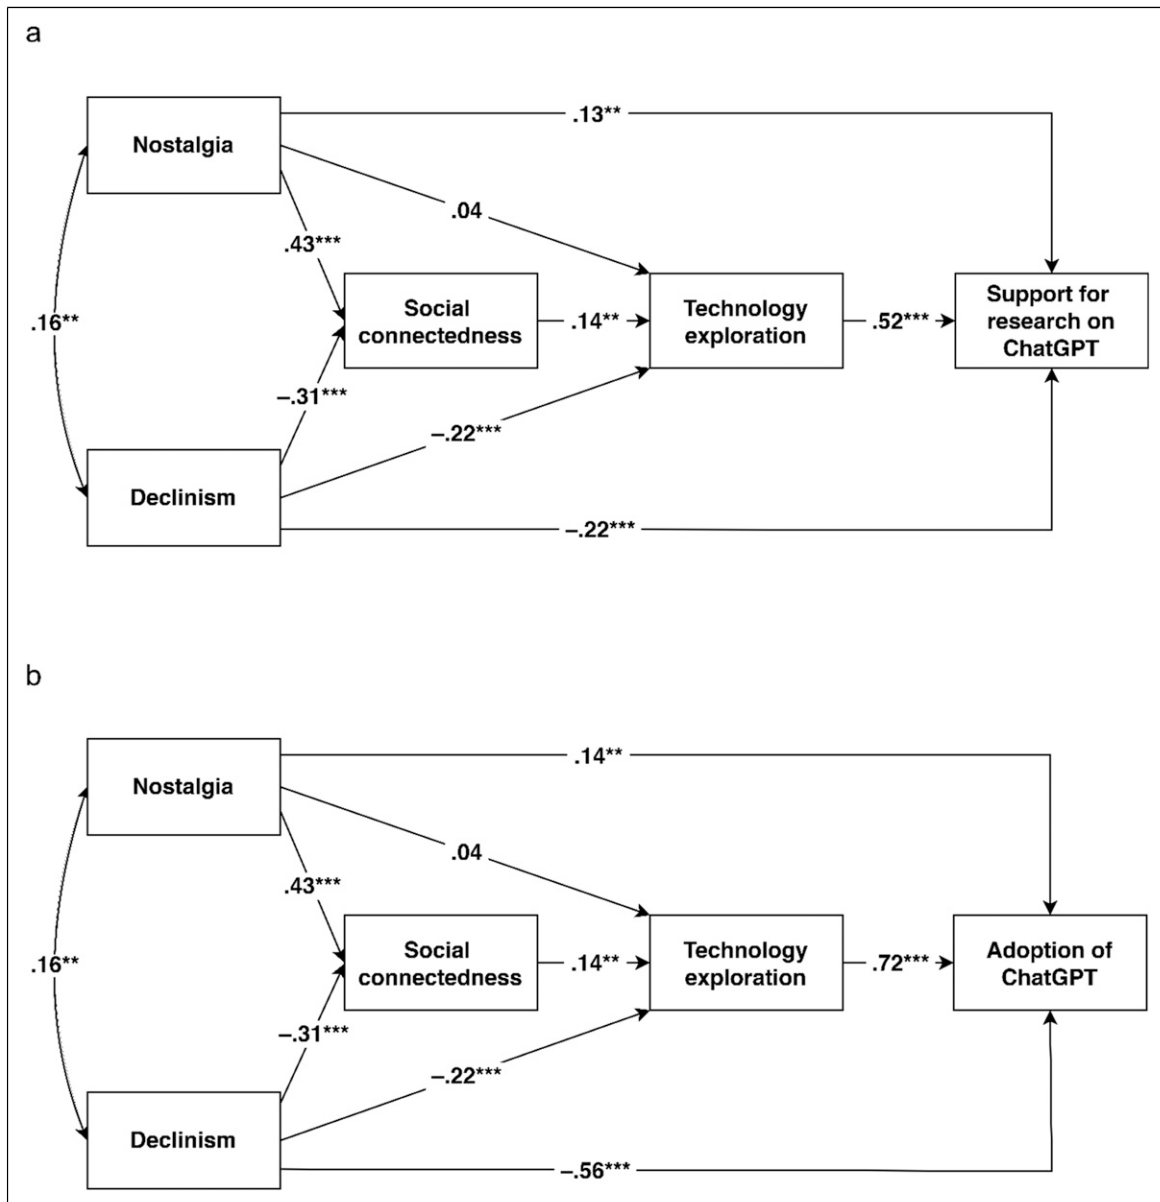 a
Nostalgia
.13**
.04
.43***
.16**
Social
connectedness
.14**
Technology
exploration
.52***
Support for
research on
ChatGPT
–.31***
–.22***
Declinism
–.22***
b
Nostalgia
.14**
.04
.43***
.16**
Social
connectedness
.14**
Technology
exploration
.72***
Adoption of
ChatGPT
–.31***
–.22***
Declinism
–.56***